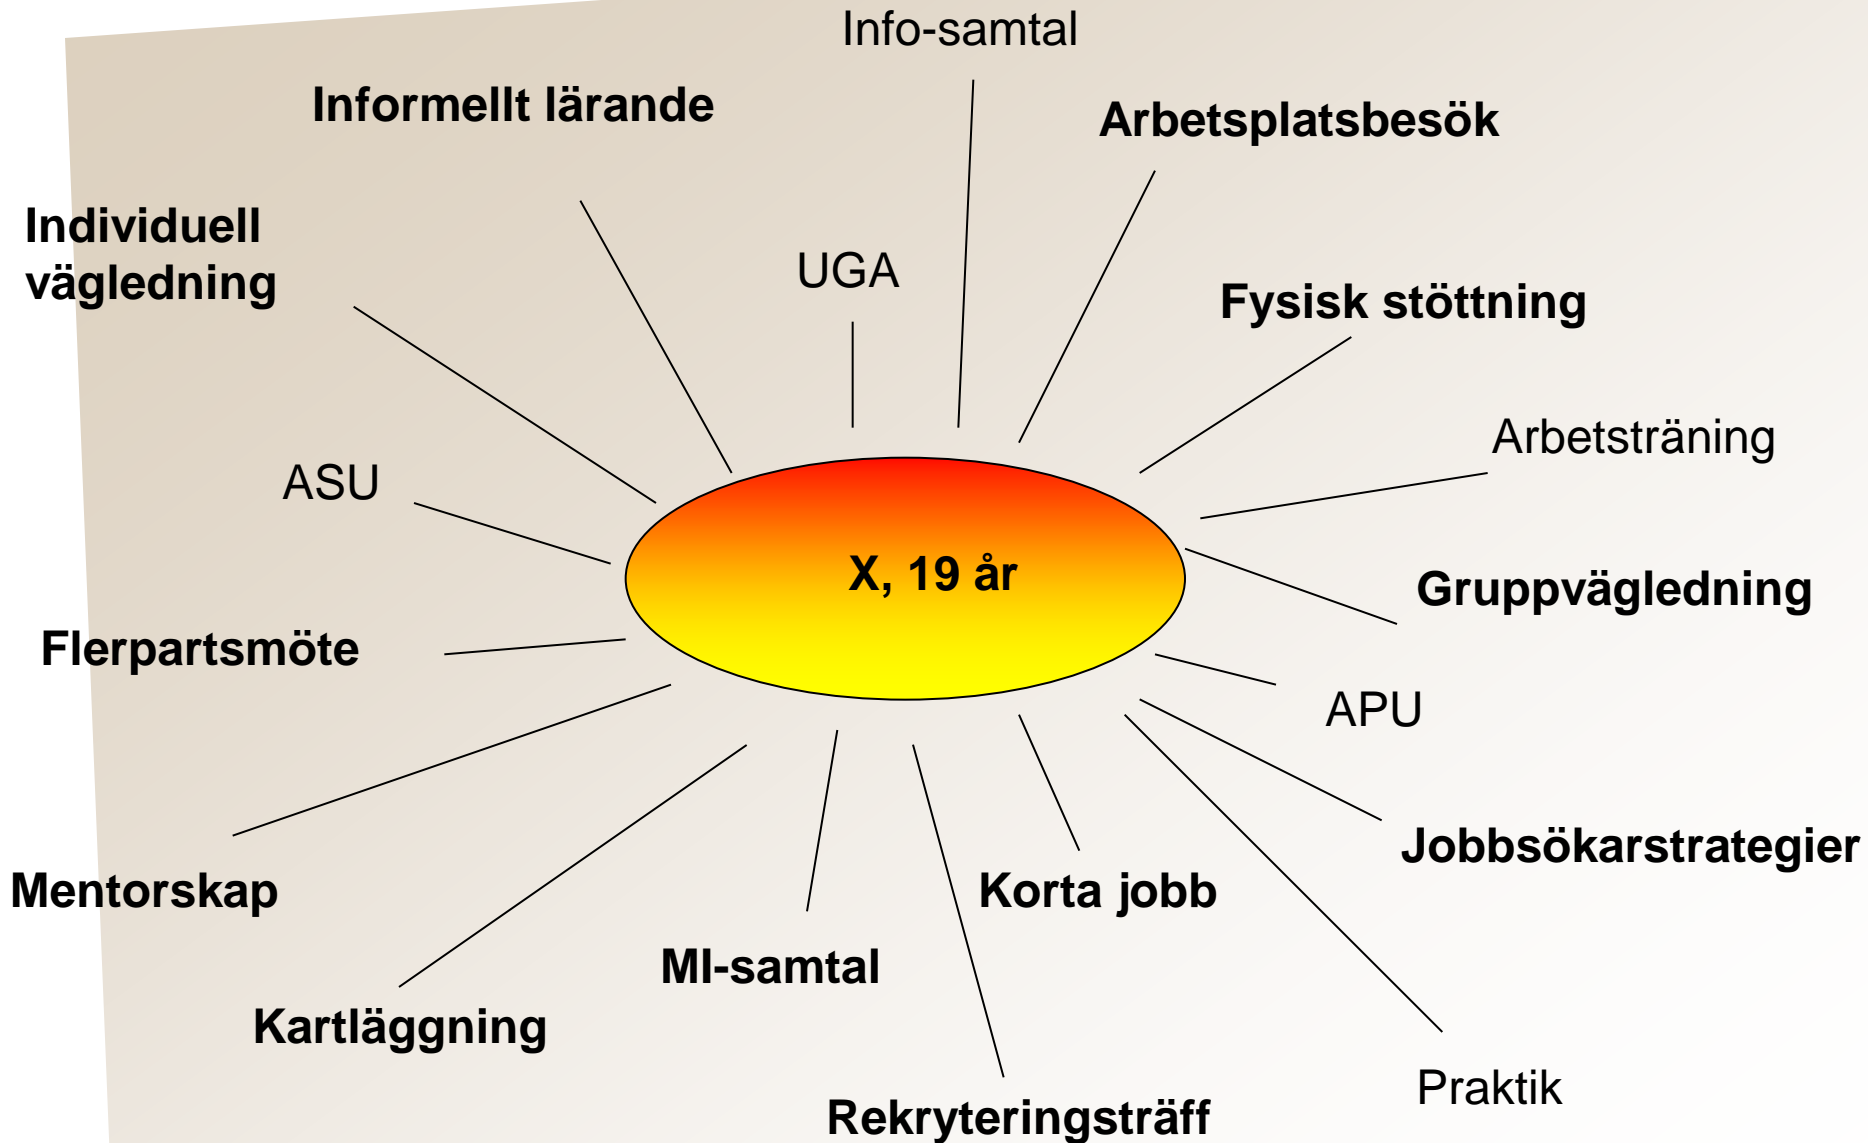 Info-samtal
Informellt lärande
Arbetsplatsbesök
Individuell
vägledning
UGA
Fysisk stöttning
Arbetsträning
ASU
X, 19 år
Gruppvägledning
Flerpartsmöte
APU
Jobbsökarstrategier
Mentorskap
Korta jobb
MI-samtal
Kartläggning
Praktik
Rekryteringsträff